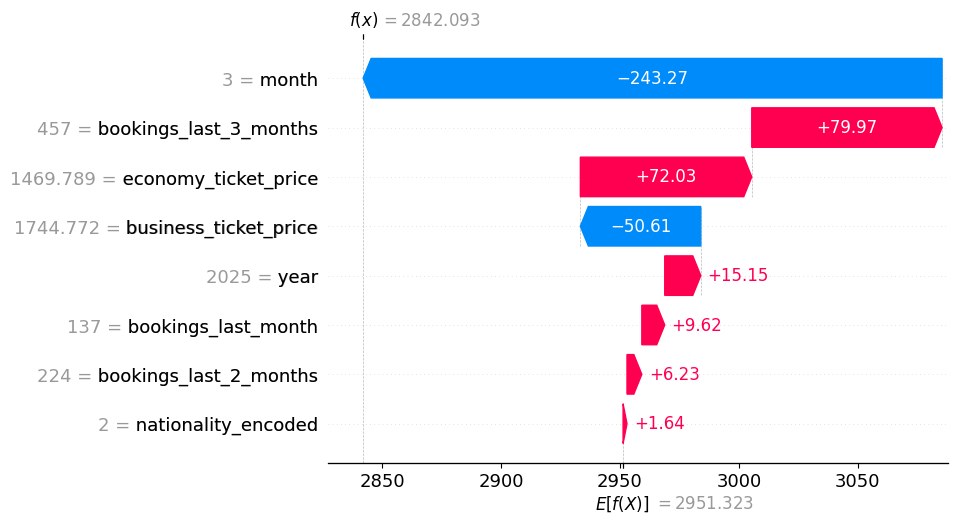 f(x) = 2842.093
3 = month
−243.27
457 = bookings_last_3_months
+79.97
1469.789 = economy_ticket_price
+72.03
1744.772 = business_ticket_price
−50.61
2025 = year
+15.15
137 = bookings_last_month
+9.62
224 = bookings_last_2_months
+6.23
2 = nationality_encoded
+1.64
2850 2900 2950 3000 3050
E[f(X)] = 2951.323